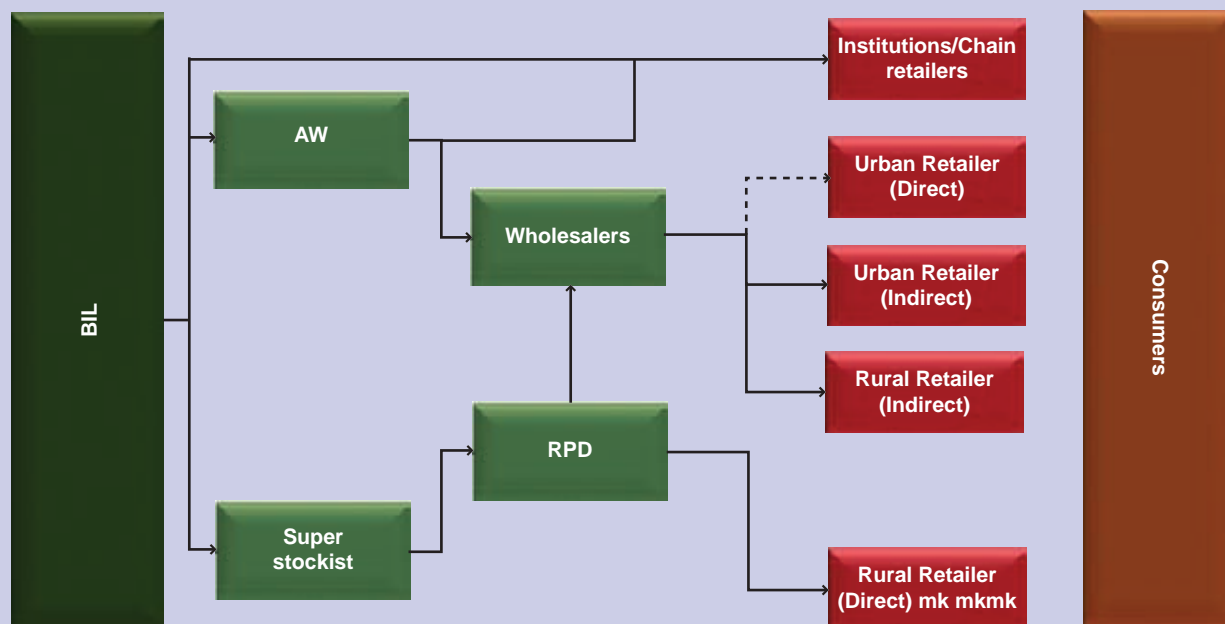 BIL
AW
Super
stockist
Wholesalers
RPD
Institutions/Chain
retailers
Urban Retailer
(Direct)
Urban Retailer
(Indirect)
Rural Retailer
(Indirect)
Rural Retailer
(Direct) mk mkmk
Consumers